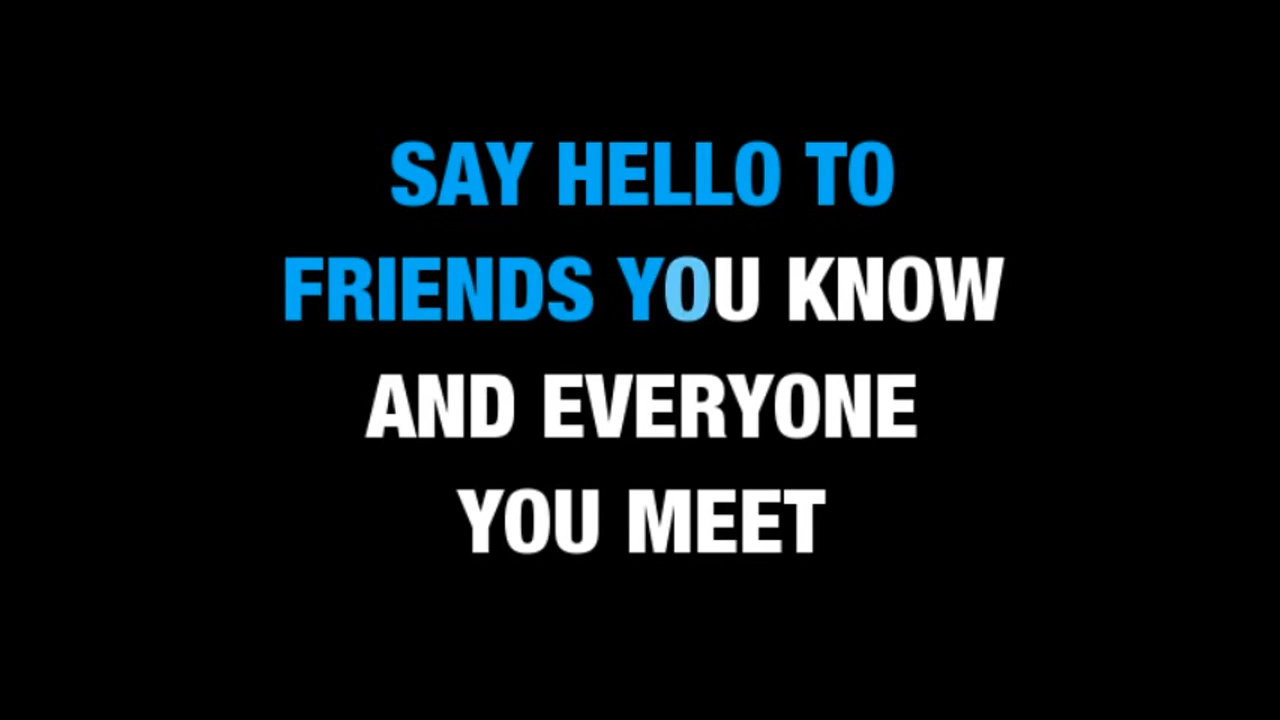 SAY HELLO TO
FRIENDS YOU KNOW
AND EVERYONE
YOU MEET